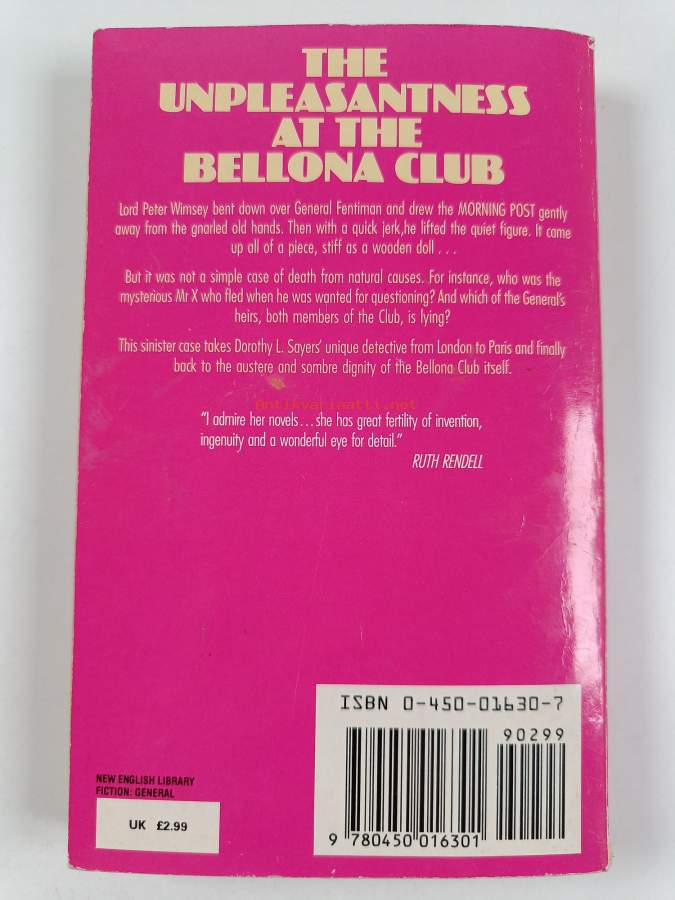 THE
UNPLEASANTNESS
AT THE
BELLONA CLUB
Lord Peter Wimsey bent down over General Fentiman and drew the MORNING POST gently
away from the gnarled old hands. Then with a quick jerk,he lifted the quiet figure. It came
up all of a piece, stiff as a wooden doll . . .
But it was not a simple case of death from natural causes. For instance, who was the
mysterious Mr X who fled when he was wanted for questioning? And which of the General's
heirs, both members of the Club, is lying?
This sinister case takes Dorothy L. Sayers' unique detective from London to Paris and finally
back to the austere and sombre dignity of the Bellona Club itself.
Antikvariaatti.net
"I admire her novels...she has great fertility of invention,
ingenuity and a wonderful eye for detail."
RUTH RENDELL
ISBN 0-450-01630-7
90299
9 780450 016301
NEW ENGLISH LIBRARY
FICTION: GENERAL
UK £2.99